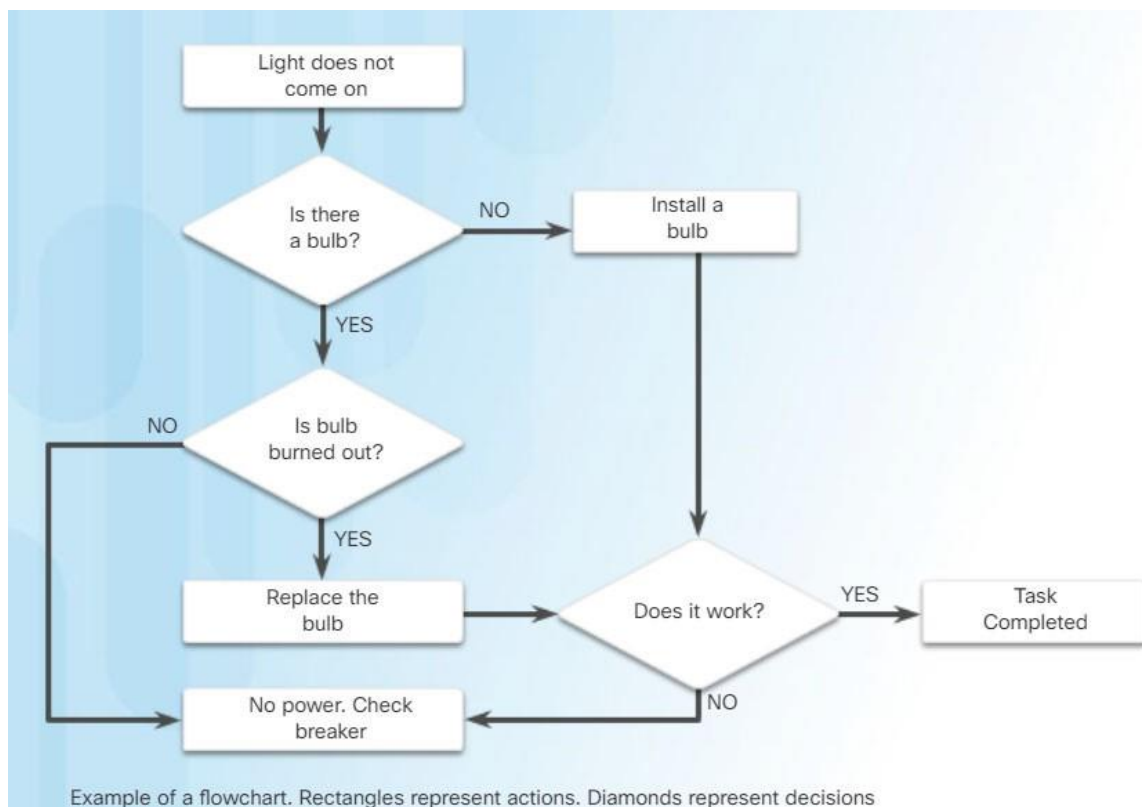 Light does not
come on
Is there
a bulb?
NO
Install a
bulb
YES
NO
Is bulb
burned out?
YES
Replace the
bulb
Does it work?
YES
Task
Completed
No power. Check
breaker
NO
Example of a flowchart. Rectangles represent actions. Diamonds represent decisions